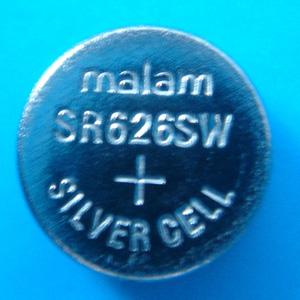 malam
SR626SW
+
SILVER CELL